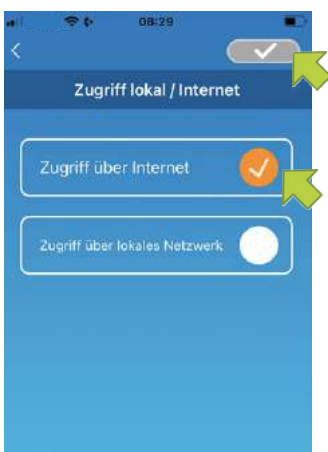 08:29
Zugriff lokal / Internet
Zugriff über Internet
Zugriff über lokales Netzwerk